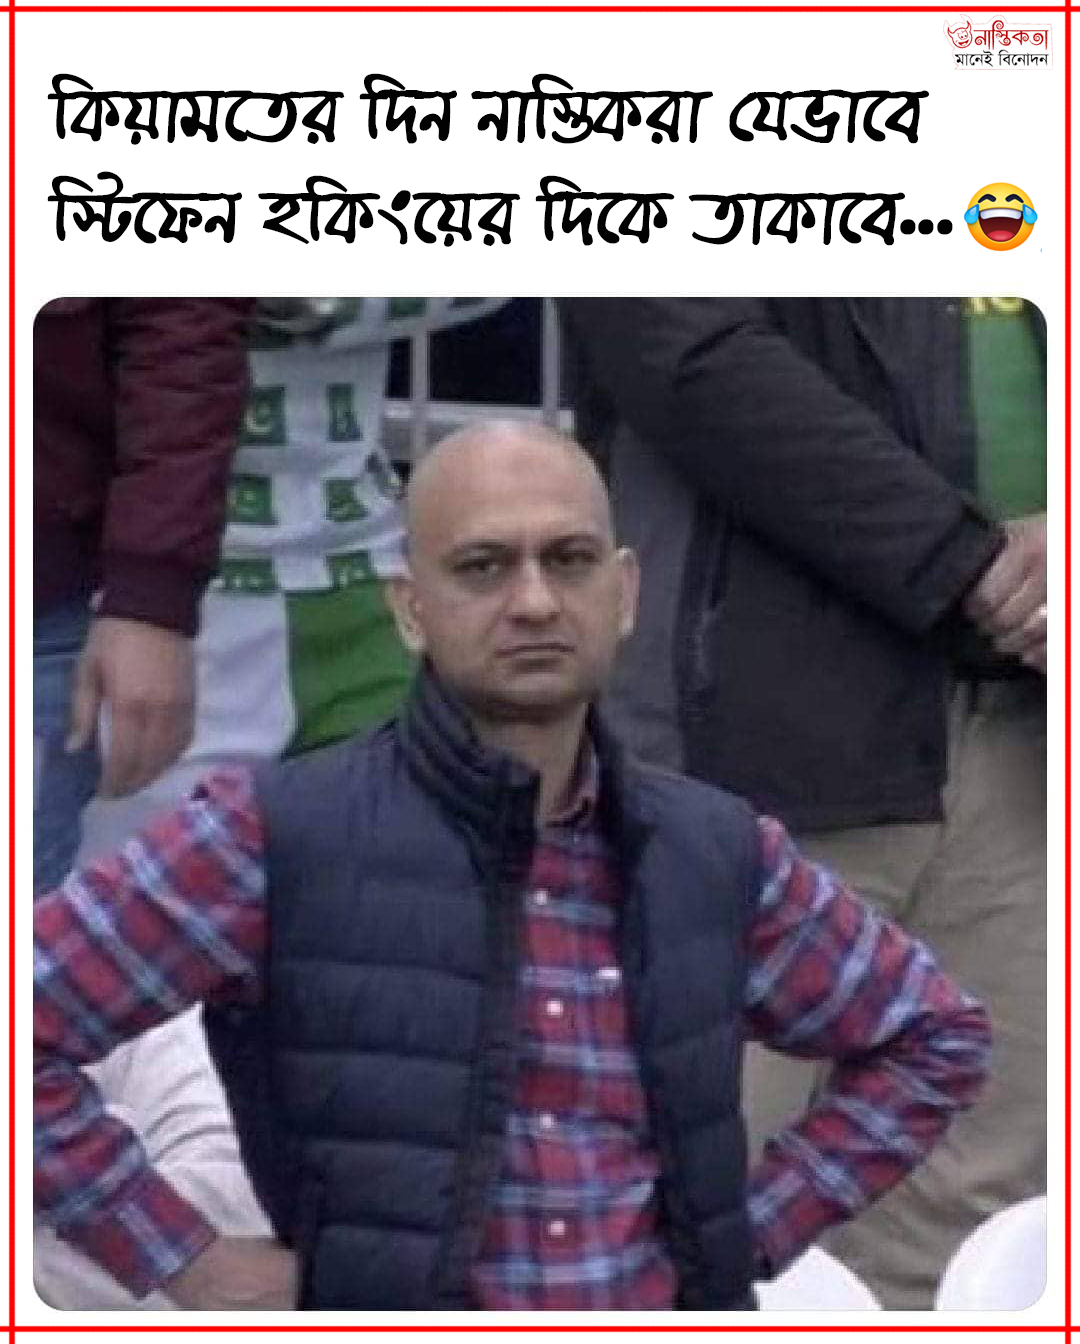 নাস্তিকতা
মানেই বিনোদন
কিয়ামতের দিন নাস্তিকরা যেভাবে
স্টিফেন হকিংয়ের দিকে তাকাবে...😂